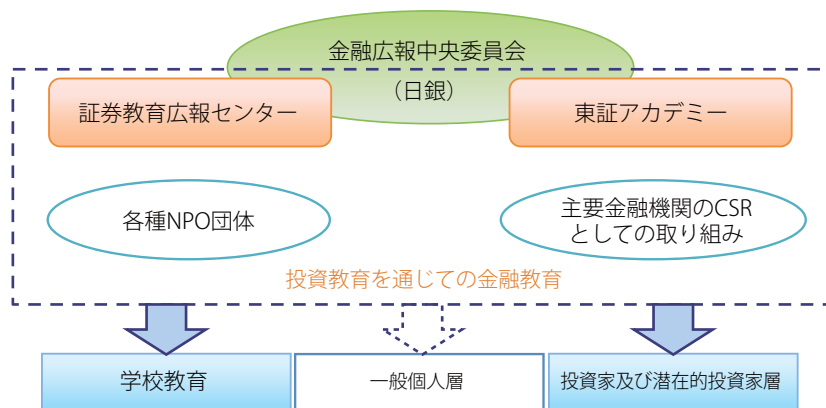 金融広報中央委員会
（日銀）
証券教育広報センター
東証アカデミー
各種NPO団体
主要金融機関のCSR
としての取り組み
投資教育を通じての金融教育
学校教育
一般個人層
投資家及び潜在的投資家層